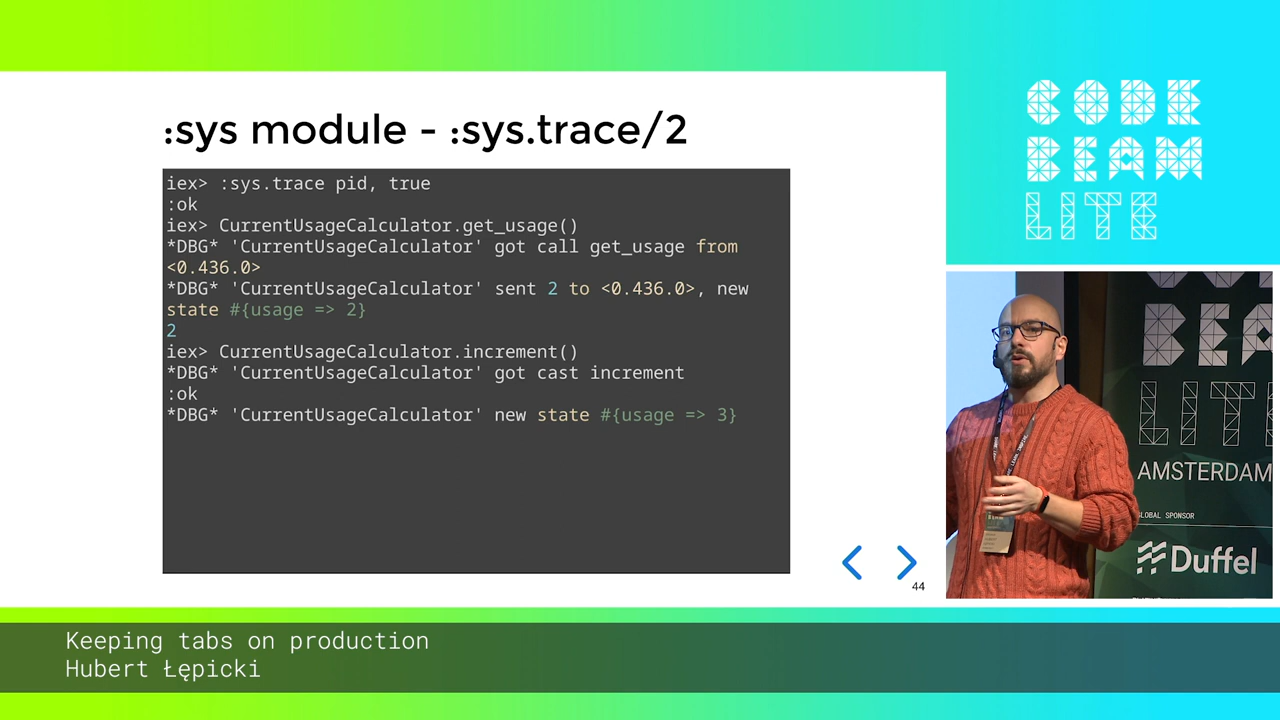 :sys module - :sys.trace/2
iex> :sys.trace pid, true
:ok
iex> CurrentUsageCalculator.get_usage()
*DBG* 'CurrentUsageCalculator' got call get_usage from
<0.436.0>
*DBG* 'CurrentUsageCalculator' sent 2 to <0.436.0>, new
state #{usage => 2}
2
iex> CurrentUsageCalculator.increment()
*DBG* 'CurrentUsageCalculator' got cast increment
:ok
*DBG* 'CurrentUsageCalculator' new state #{usage => 3}
44
CODE
BEAM
LITE
BEA
LITE
AMSTERDAM
GLOBAL SPONSOR
Duffel
Keeping tabs on production
Hubert Łępicki